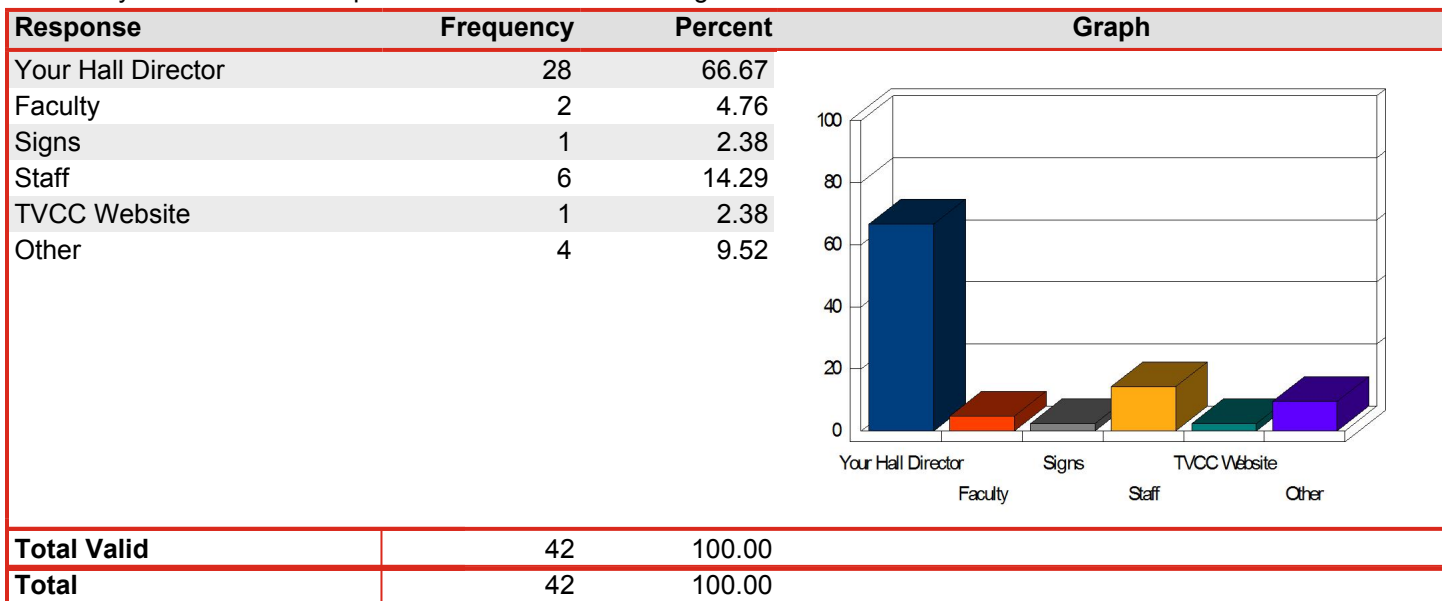 Response Frequency Percent Graph
Your Hall Director 28 66.67
Faculty 2 4.76
Signs 1 2.38
Staff 6 14.29
TVCC Website 1 2.38
Other 4 9.52
100
80
60
40
20
0
Your Hall Director Signs TVCC Website
Faculty Staff Other
Total Valid 42 100.00
Total 42 100.00